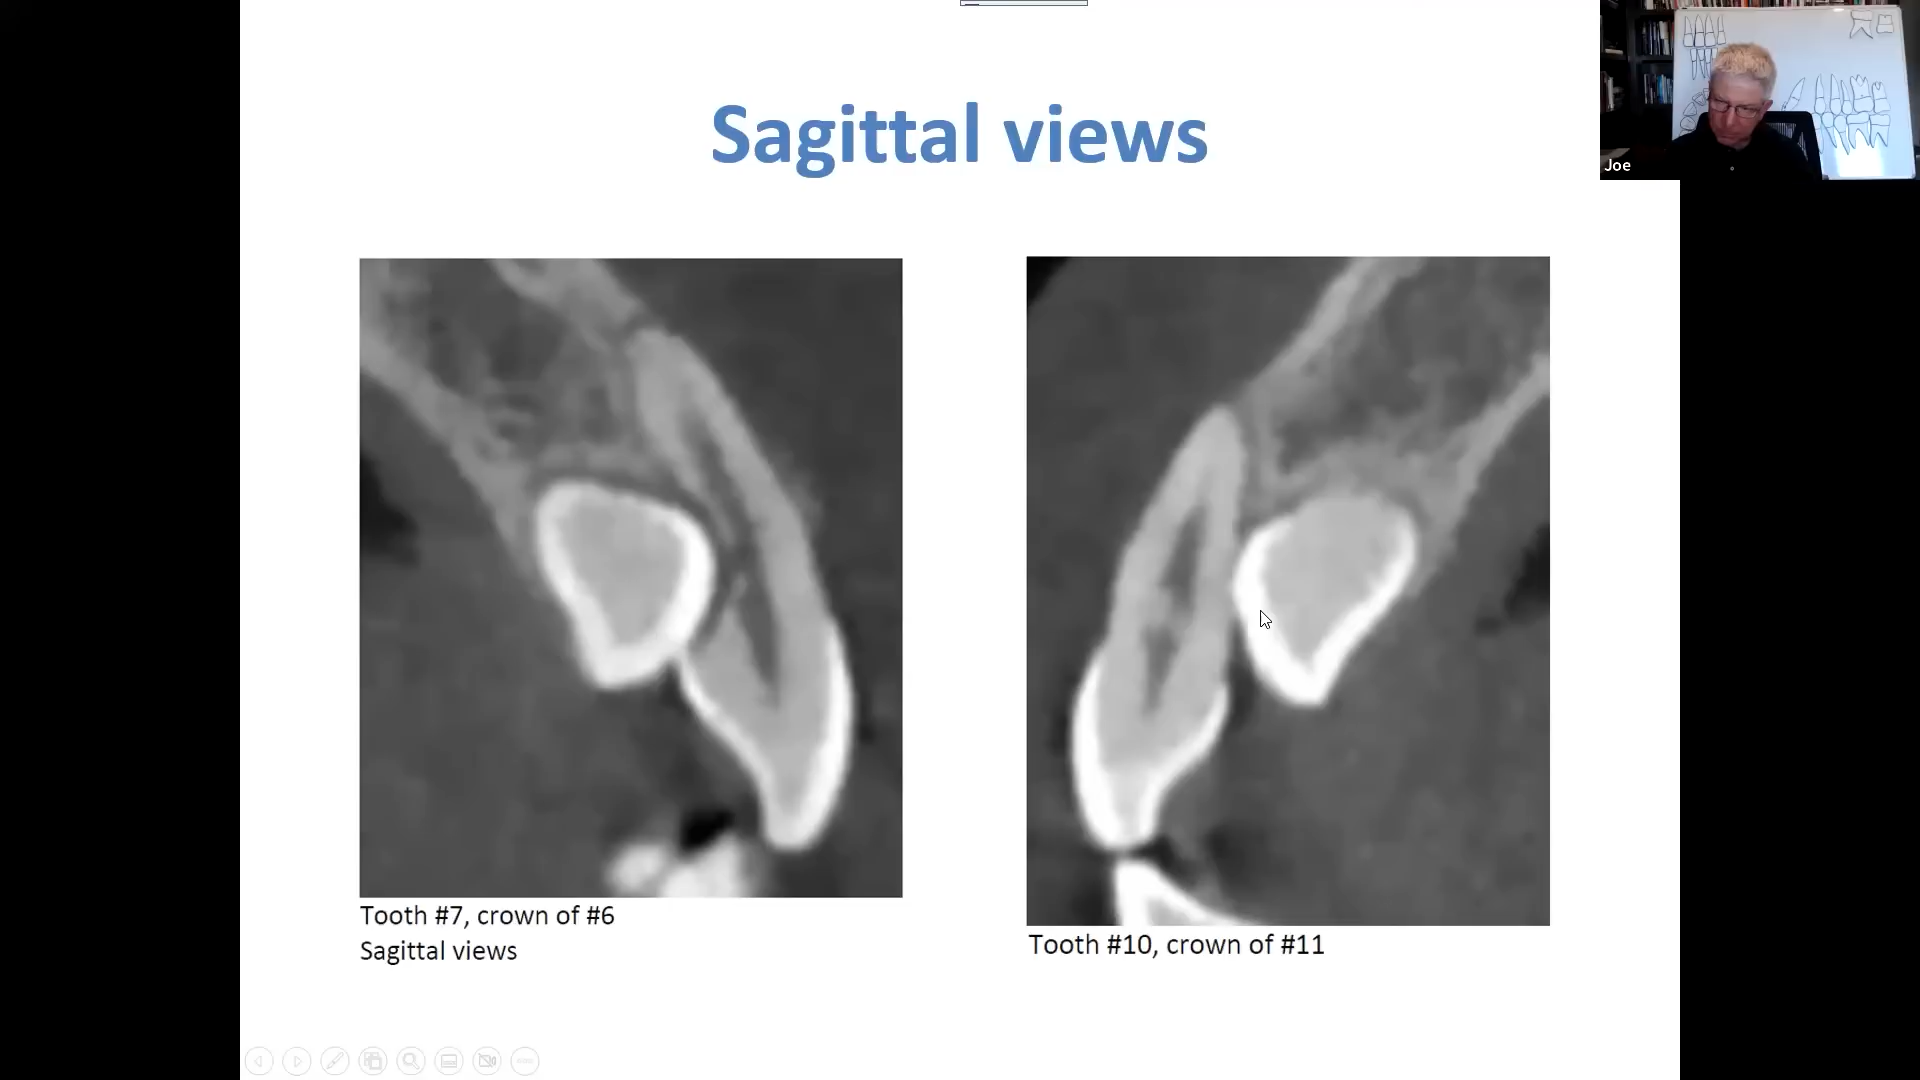 Sagittal views
Joe
Tooth #7, crown of #6
Sagittal views
Tooth #10, crown of #11